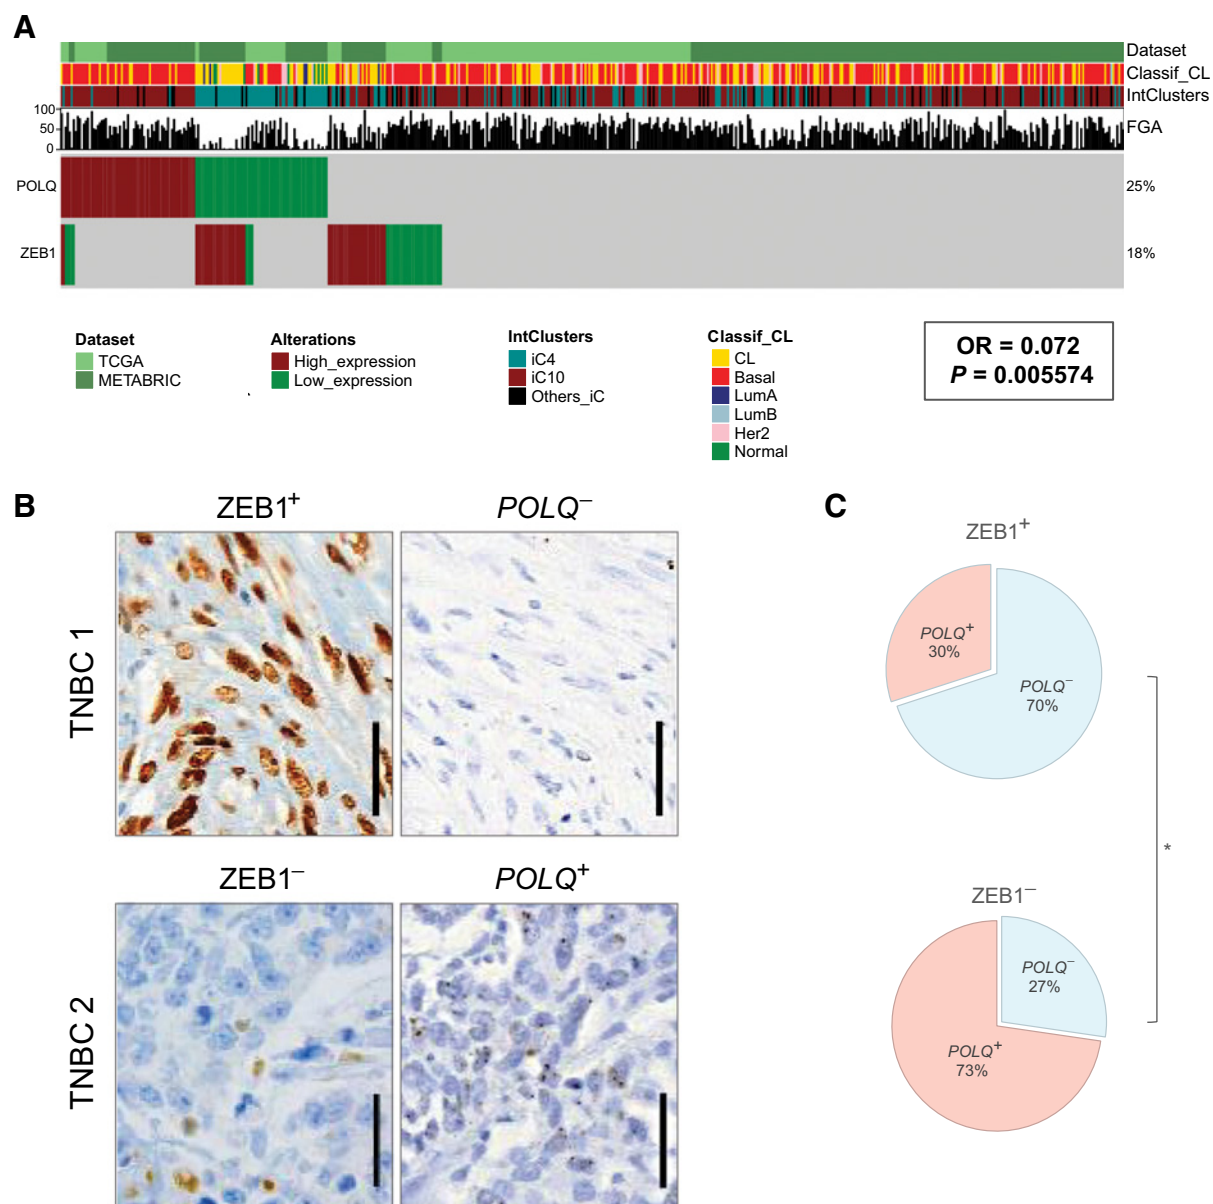 A
Dataset
Classif_CL
IntClusters
100
50
0
FGA
POLQ
25%
ZEB1
18%
Dataset
TCGA
METABRIC
Alterations
High_expression
Low_expression
IntClusters
iC4
iC10
Others_iC
Classif_CL
CL
Basal
LumA
LumB
Her2
Normal
OR = 0.072
P = 0.005574
B
ZEB1+
POLQ–
TNBC 1
ZEB1–
POLQ+
TNBC 2
C
ZEB1+
POLQ+
30%
POLQ–
70%
*
ZEB1–
POLQ–
27%
POLQ+
73%